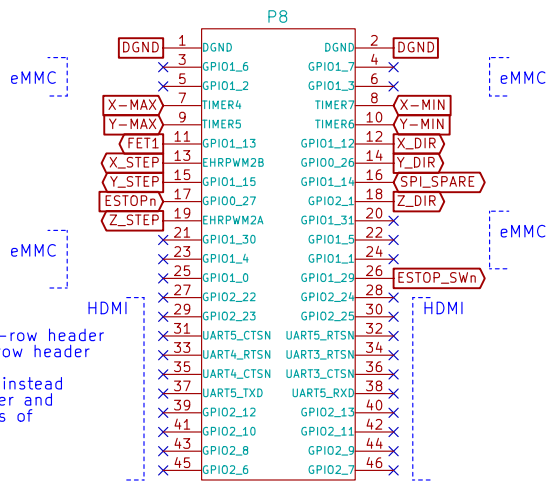 P8
DGND 1 DGND DGND 2 DGND
3 GPIO1_6 GPIO1_7 4
eMMC eMMC
5 GPIO1_2 GPIO1_3 6
X-MAX 7 TIMER4 TIMER7 8 X-MIN
Y-MAX 9 TIMER5 TIMER6 10 Y-MIN
FET1 11 GPIO1_13 GPIO1_12 12 X_DIR
X_STEP 13 EHRPWM2B GPIO0_26 14 Y_DIR
Y_STEP 15 GPIO1_15 GPIO1_14 16 SPI_SPARE
ESTOPn 17 GPIO0_27 GPIO2_1 18 Z_DIR
Z_STEP 19 EHRPWM2A GPIO1_31 20
eMMC
21 GPIO1_30 GPIO1_5 22
eMMC
23 GPIO1_4 GPIO1_1 24
25 GPIO1_0 GPIO1_29 26 ESTOP_SWn
27 GPIO2_22 GPIO2_24 28
HDMI HDMI
29 GPIO2_23 GPIO2_25 30
-row header
31 UART5_CTSN UART5_RTSN 32
ow header
33 UART4_RTSN UART3_RTSN 34
35 UART4_CTSN UART3_CTSN 36
instead
37 UART5_TXD UART5_RXD 38
er and
39 GPIO2_12 GPIO2_13 40
s of
41 GPIO2_10 GPIO2_11 42
43 GPIO2_8 GPIO2_9 44
45 GPIO2_6 GPIO2_7 46